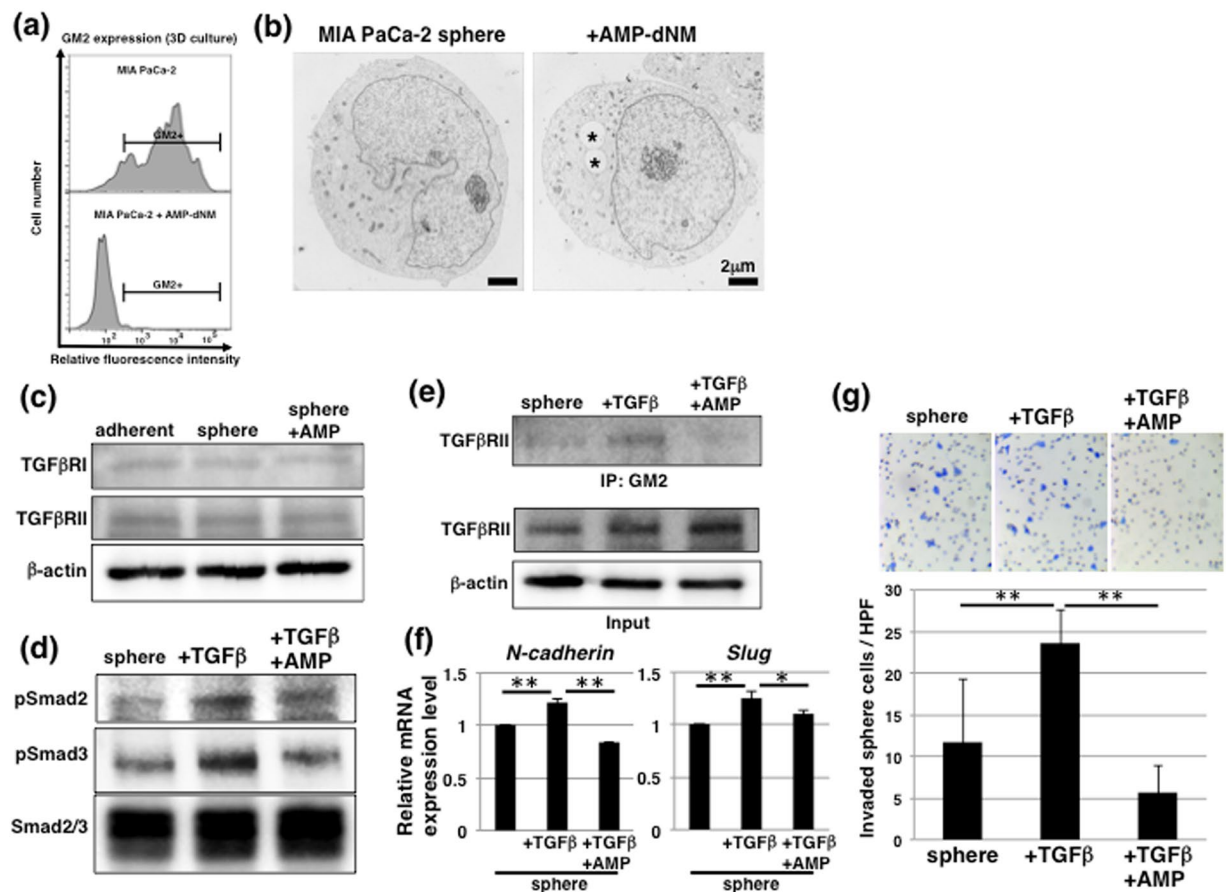 (a)
GM2 expression (3D culture)
MIA PaCa-2
GM2+
MIA PaCa-2 + AMP-dNM
GM2+
Cell number
10² 10³ 10⁴ 10⁵
Relative fluorescence intensity
(b)
MIA PaCa-2 sphere +AMP-dNM
*
*
2μm
(c)
adherent sphere sphere
+AMP
TGFβRI
TGFβRII
β-actin
(d)
sphere +TGFβ +TGFβ
+AMP
pSmad2
pSmad3
Smad2/3
(e)
sphere +TGFβ +TGFβ
+AMP
TGFβRII
IP: GM2
TGFβRII
β-actin
Input
(f)
N-cadherin
Relative mRNA
expression level
1.5
1
0.5
0
** **
+TGFβ +TGFβ
+AMP
sphere
Slug
1.5
1
0.5
0
** *
+TGFβ +TGFβ
+AMP
sphere
(g)
sphere +TGFβ +TGFβ
+AMP
Invaded sphere cells / HPF
30
25
20
15
10
5
0
** **
sphere +TGFβ +TGFβ
+AMP